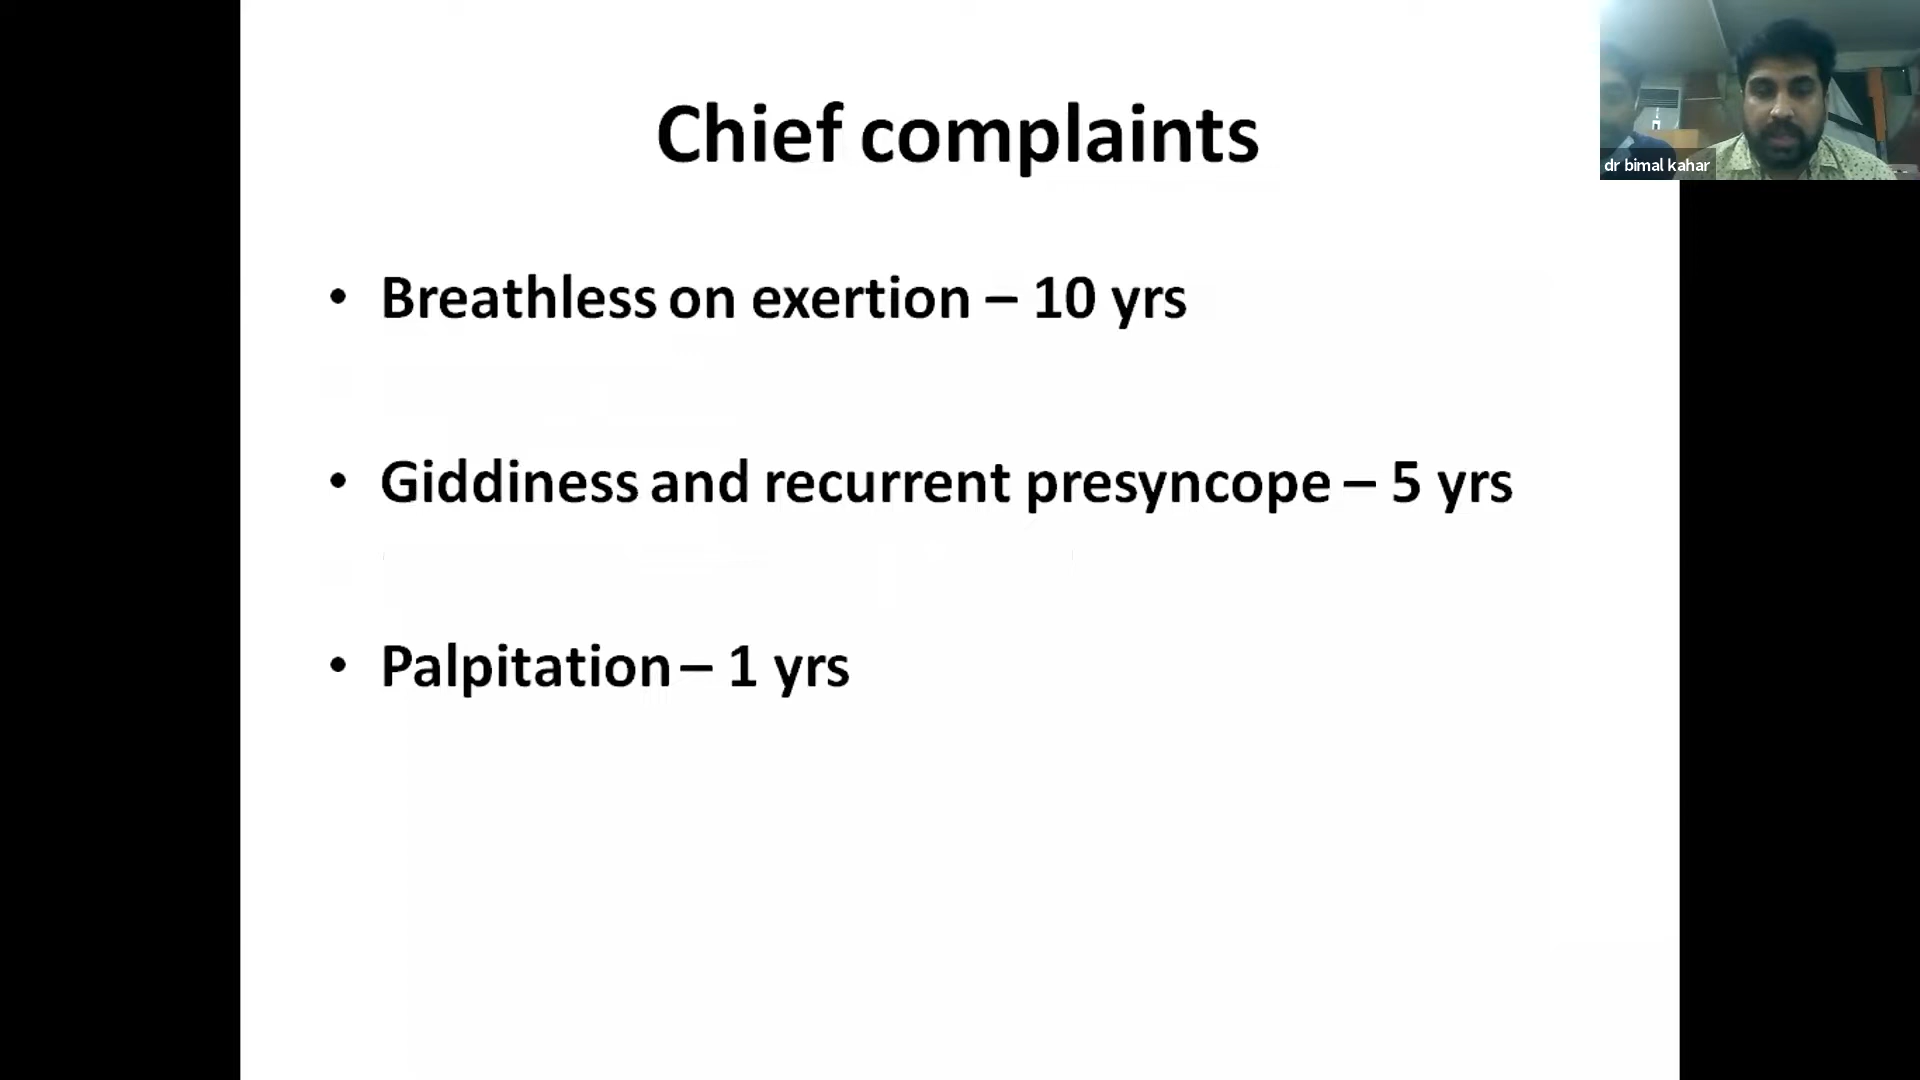 Chief complaints
dr bimal kahar
• Breathless on exertion – 10 yrs
• Giddiness and recurrent presyncope – 5 yrs
• Palpitation – 1 yrs